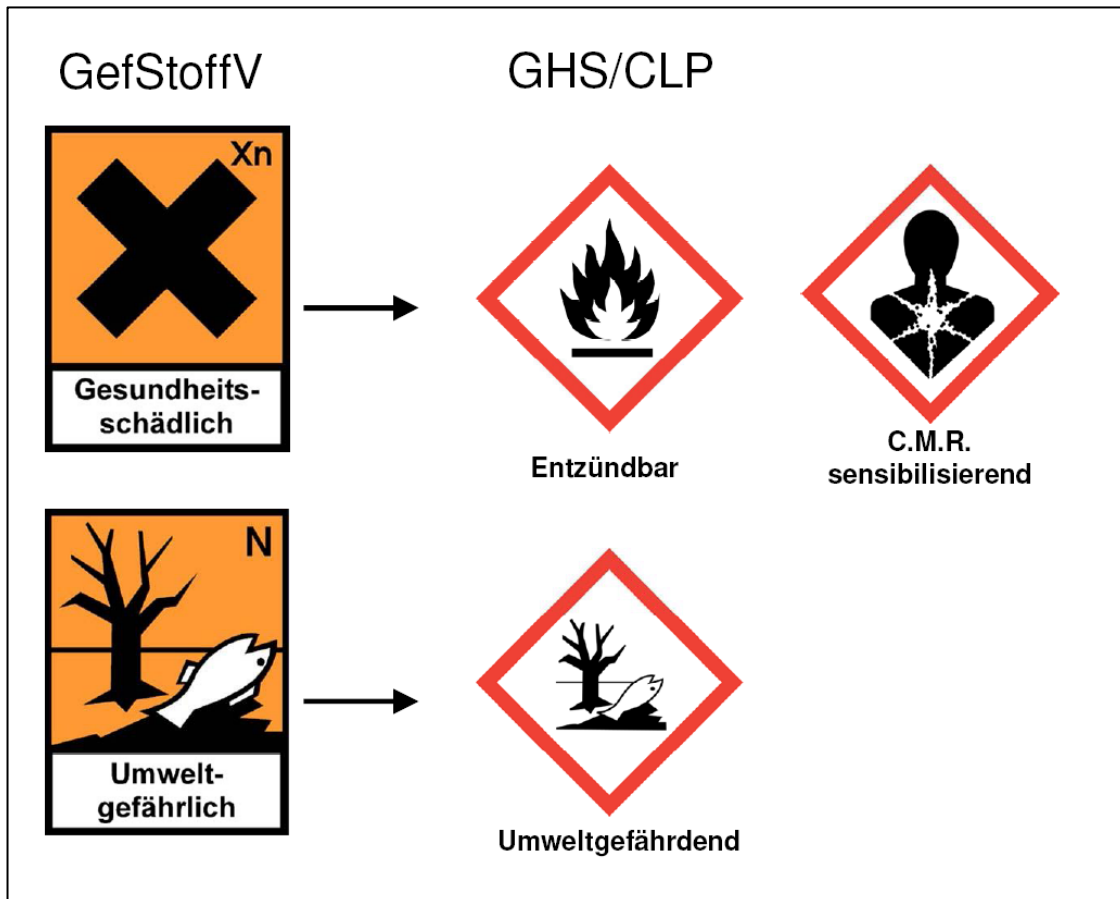 GefStoffV
GHS/CLP
Xn
Gesundheits-
schädlich
Entzündbar
C.M.R.
sensibilisierend
N
Umwelt-
gefährlich
Umweltgefährdend